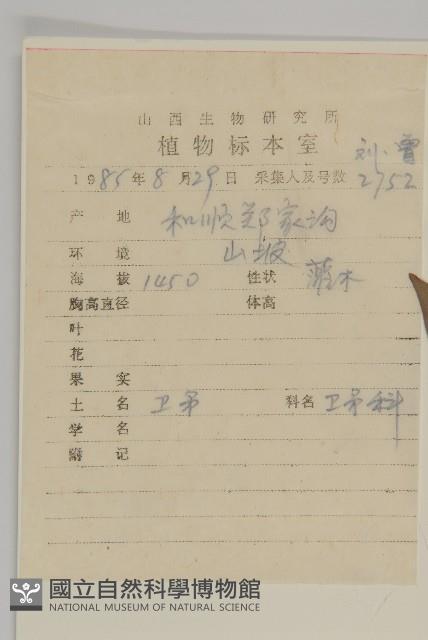 山西生物研究所
植物标本室
刘、曾
1985年8月29日 采集人及号数 2752
产地 和顺郑家沟
环境 山坡
海拔 1450 性状 灌木
胸高直径 体高
叶
花
果实
土名 卫矛 科名 卫矛科
学名
附记
國立自然科學博物館
NATIONAL MUSEUM OF NATURAL SCIENCE